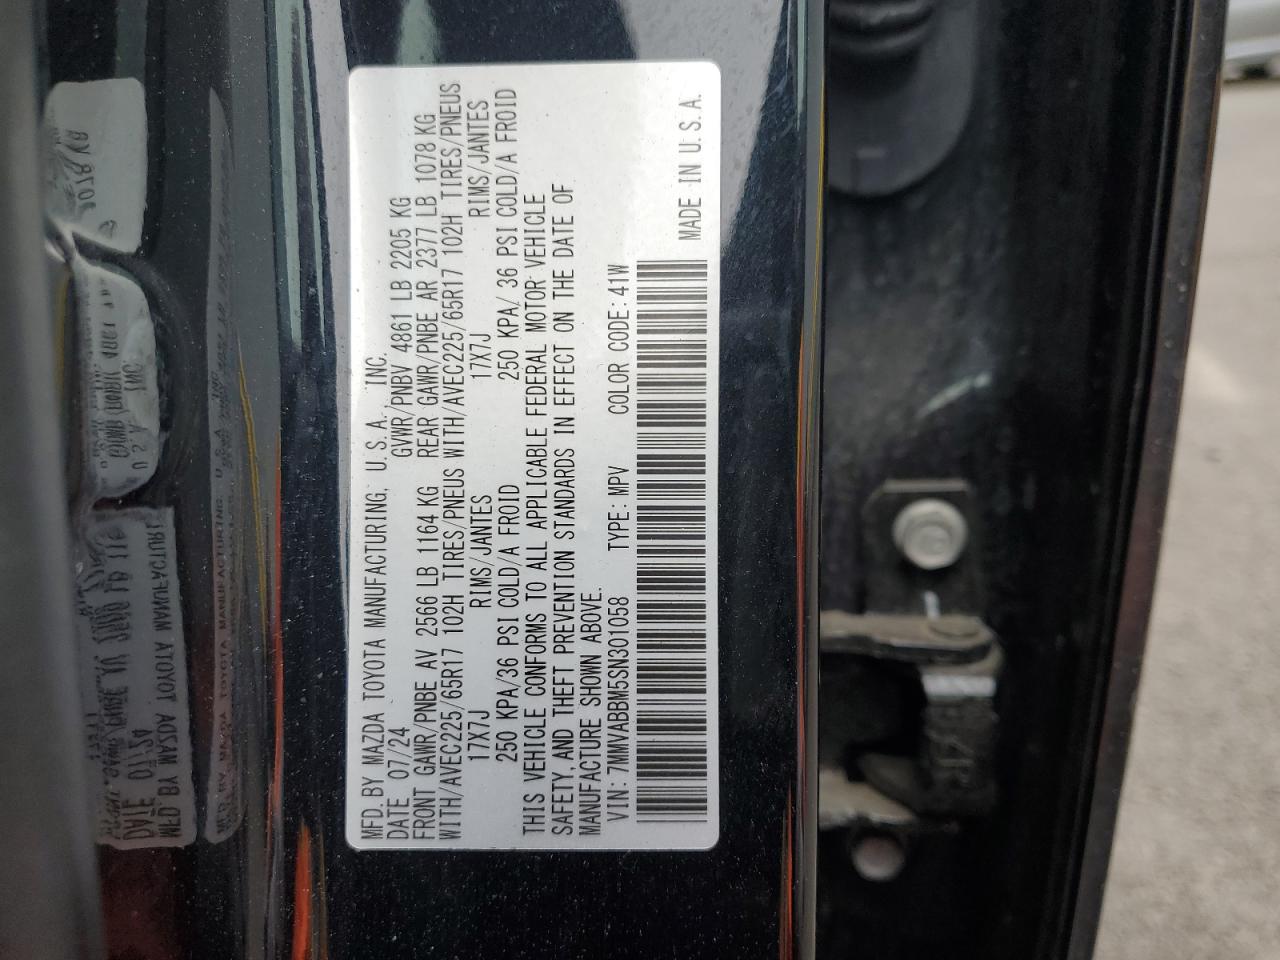 MFD. BY MAZDA TOYOTA MANUFACTURING, U.S.A., INC.
DATE 07/24 GVWR/PNBV 4861 LB 2205 KG
FRONT GAWR/PNBE AV 2566 LB 1164 KG REAR GAWR/PNBE AR 2377 LB 1078 KG
WITH/AVEC225/65R17 102H TIRES/PNEUS WITH/AVEC225/65R17 102H TIRES/PNEUS
17X7J RIMS/JANTES 17X7J RIMS/JANTES
250 KPA/36 PSI COLD/A FROID 250 KPA/ 36 PSI COLD/A FROID
THIS VEHICLE CONFORMS TO ALL APPLICABLE FEDERAL MOTOR VEHICLE
SAFETY AND THEFT PREVENTION STANDARDS IN EFFECT ON THE DATE OF
MANUFACTURE SHOWN ABOVE.
VIN: 7MMVABBM5SN301058 TYPE: MPV COLOR CODE: 41W
MADE IN U.S.A.